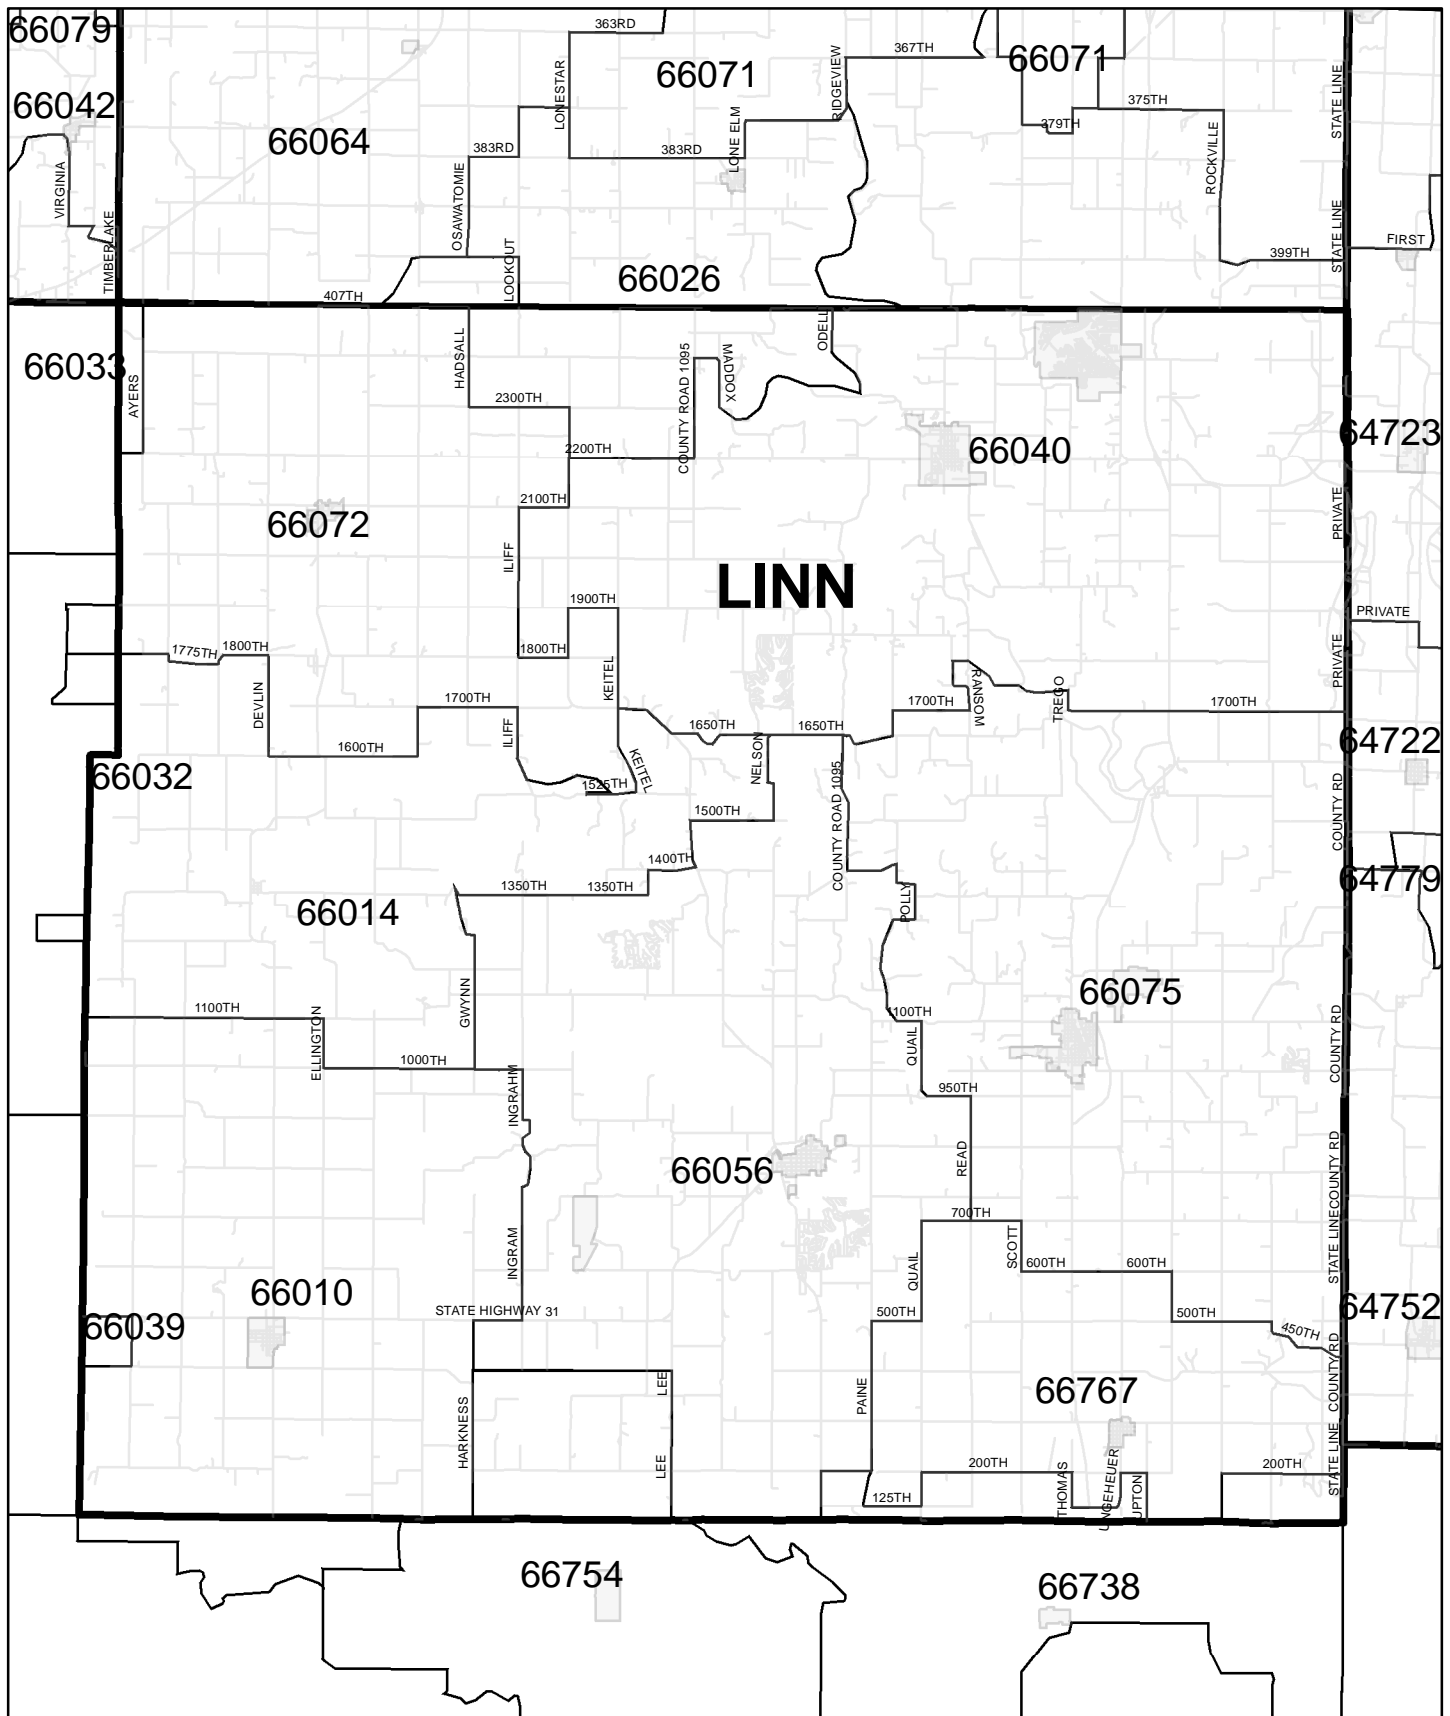 363RD
66079
367TH
66071
66071
LONESTAR
RIDGEVIEW
STATE LINE
375TH
66042
379TH
66064
383RD
383RD
LONE ELM
ROCKVILLE
VIRGINIA
OSAWATOMIE
TIMBERLAKE
STATE LINE
FIRST
399TH
LOOKOUT
66026
407TH
ODELL
66033
HADSALL
COUNTY ROAD 1095
MADDOX
AYERS
2300TH
64723
2200TH
66040
2100TH
66072
PRIVATE
ILIFF
LINN
1900TH
PRIVATE
1800TH
1775TH
1800TH
KEITEL
PRIVATE
RANSOM
TREGO
DEVLIN
1700TH
1700TH
1700TH
ILIFF
1650TH
1650TH
64722
1600TH
NELSON
KEITEL
66032
1525TH
COUNTY ROAD 1095
COUNTY RD
1500TH
1400TH
64779
1350TH
1350TH
POLLY
66014
66075
GWYNN
1100TH
1100TH
ELLINGTON
QUAIL
COUNTY RD
1000TH
INGRAHM
950TH
66056
READ
COUNTY RD
700TH
STATE LINE
INGRAM
SCOTT
QUAIL
600TH
600TH
66010
STATE HIGHWAY 31
500TH
500TH
64752
66039
450TH
COUNTY RD
LEE
PAINE
66767
HARKNESS
STATE LINE
LEE
200TH
200TH
THOMAS
UNGEHEUER
UPTON
125TH
66754
66738